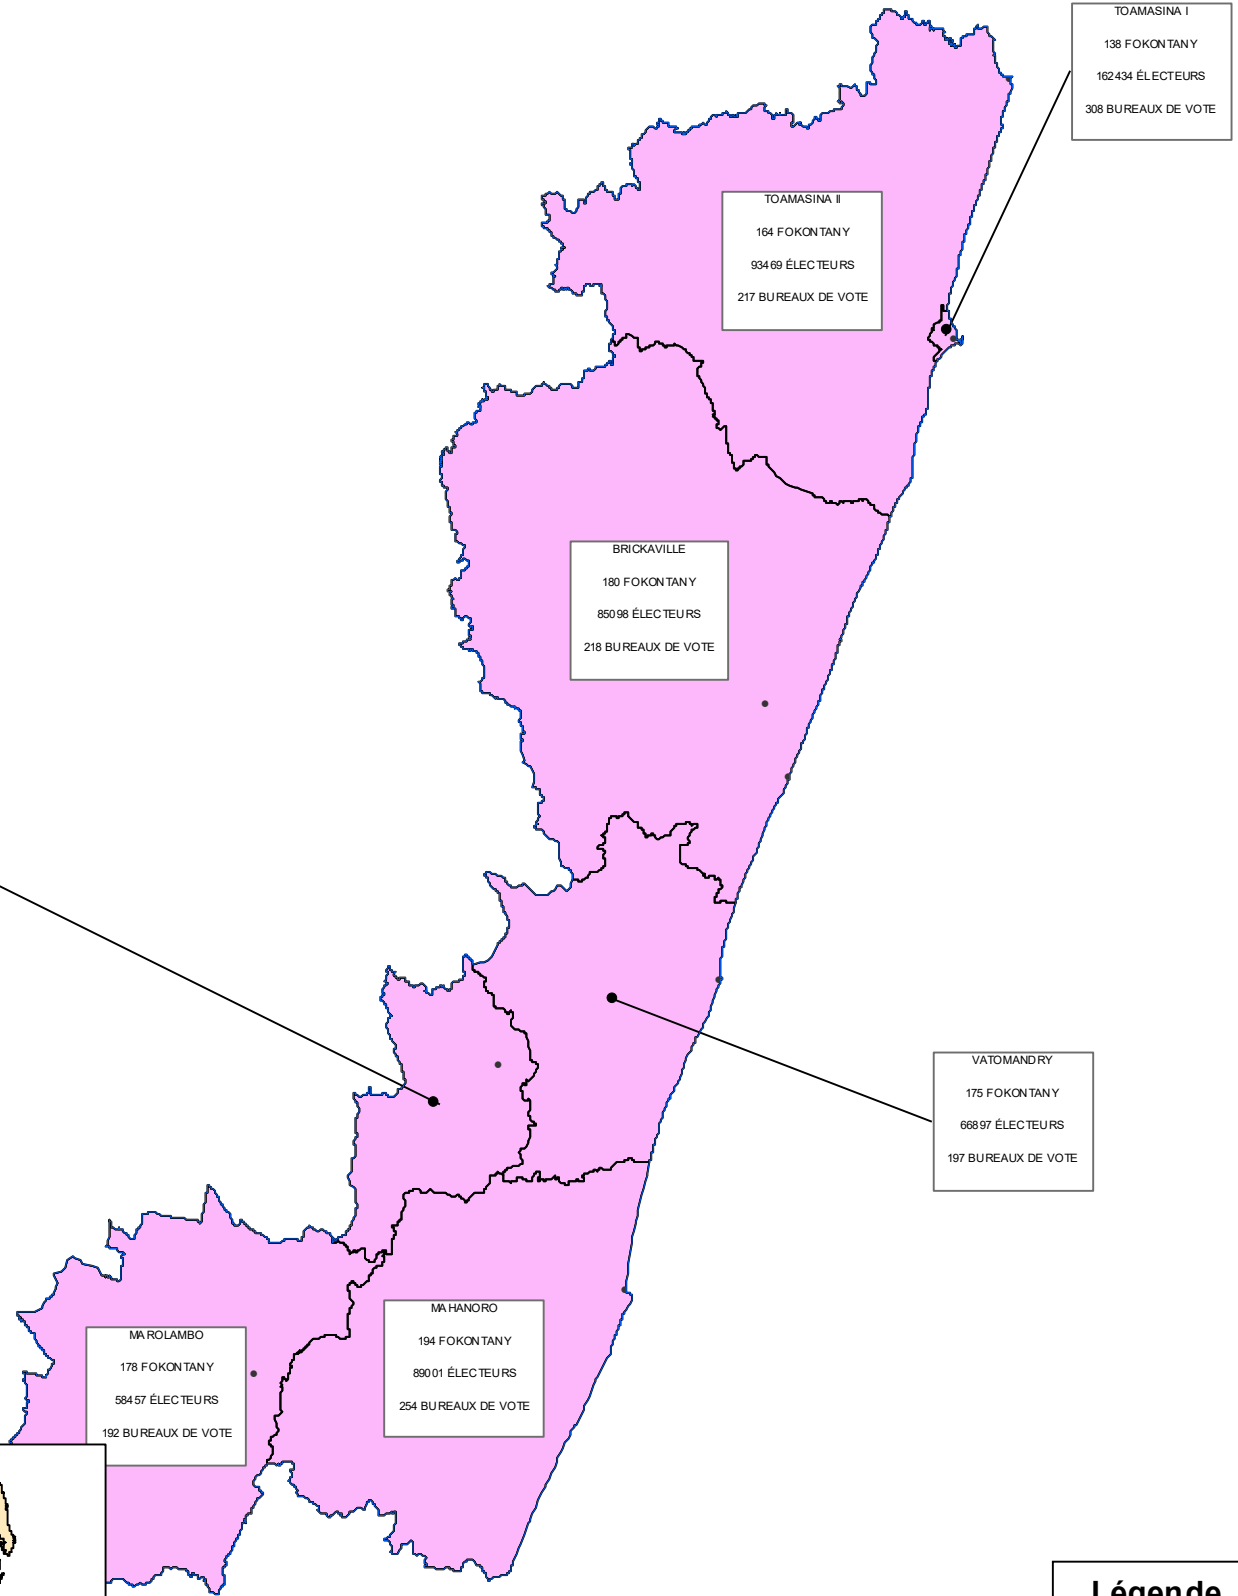 TOAMASINA I
138 FOKONTANY
162434 ÉLECTEURS
308 BUREAUX DE VOTE
TOAMASINA II
164 FOKONTANY
93469 ÉLECTEURS
217 BUREAUX DE VOTE
BRICKAVILLE
180 FOKONTANY
85098 ÉLECTEURS
218 BUREAUX DE VOTE
VATOMANDRY
175 FOKONTANY
66897 ÉLECTEURS
197 BUREAUX DE VOTE
MAHANORO
194 FOKONTANY
89001 ÉLECTEURS
254 BUREAUX DE VOTE
MAROLAMBO
178 FOKONTANY
58457 ÉLECTEURS
192 BUREAUX DE VOTE
Légende